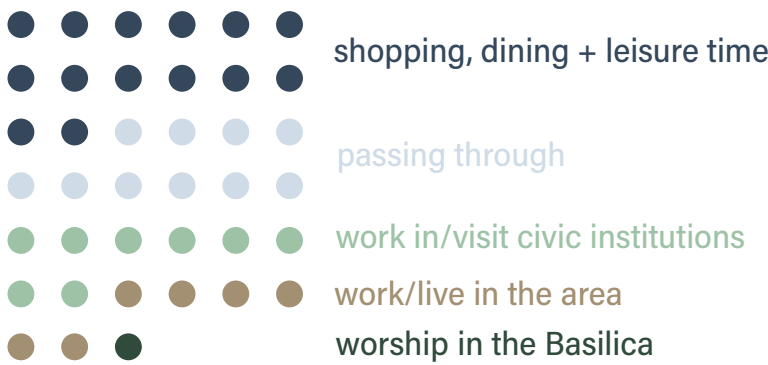 shopping, dining + leisure time
passing through
work in/visit civic institutions
work/live in the area
worship in the Basilica